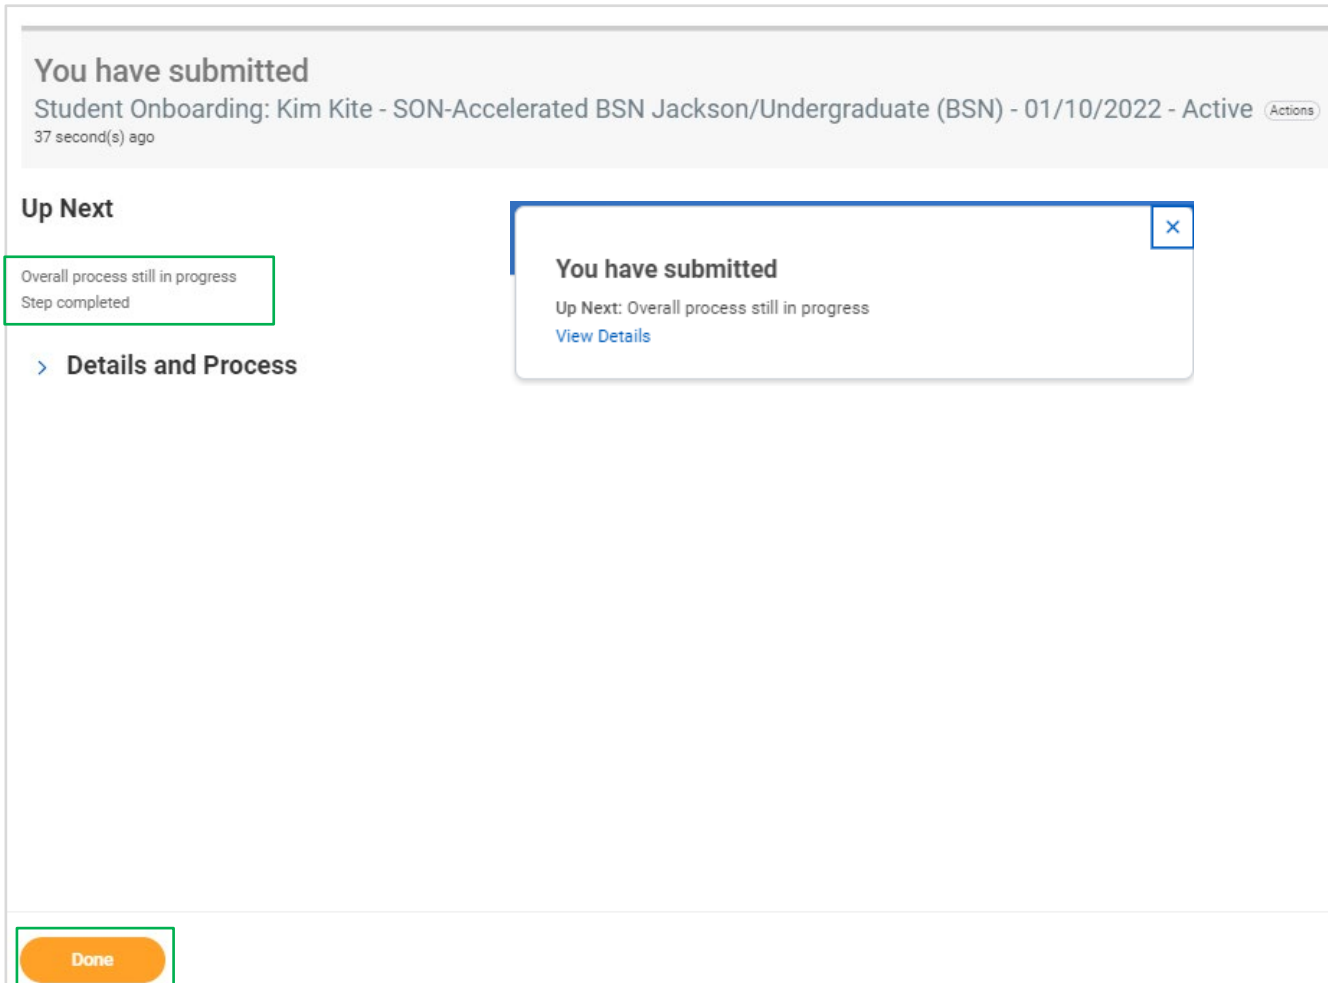 You have submitted
Student Onboarding: Kim Kite - SON-Accelerated BSN Jackson/Undergraduate (BSN) - 01/10/2022 - Active Actions
37 second(s) ago
Up Next
Overall process still in progress
Step completed
Details and Process
You have submitted
Up Next: Overall process still in progress
View Details
Done